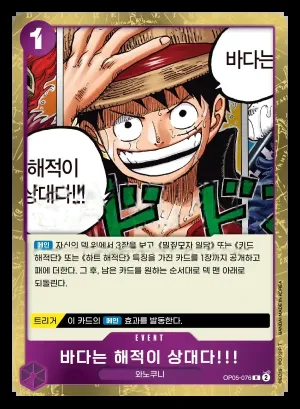 1
바다는
해적이
상대다!!!
메인 자신의 덱 위에서 3장을 보고, 《밀짚모자 일당》 또는 《키드
해적단》 또는 《하트 해적단》 특징을 가진 카드를 1장까지 공개하고
패에 더한다. 그 후, 남은 카드를 원하는 순서대로 덱 맨 아래로
되돌린다.
트리거 이 카드의 메인 효과를 발동한다.
EVENT
바다는 해적이 상대다!!!
와노쿠니
OP05-076 R 2